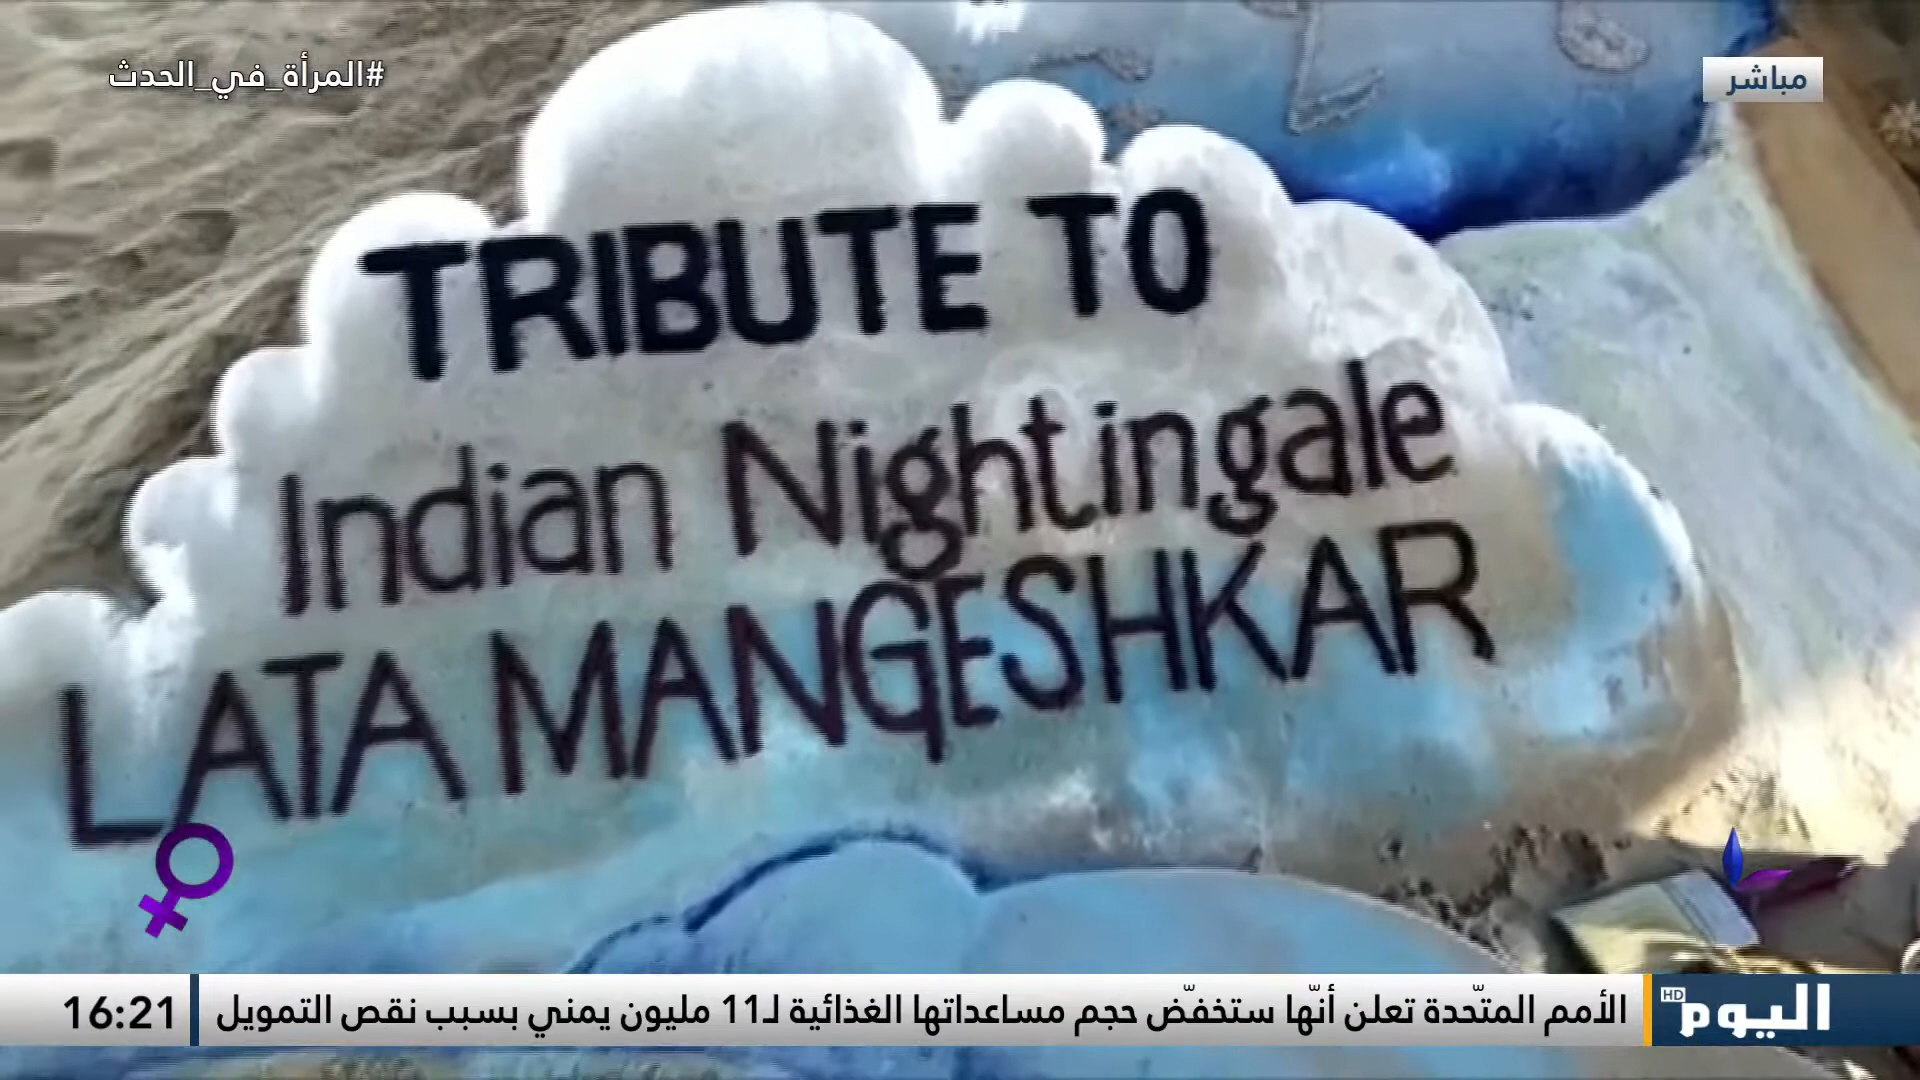 #المرأة_في_الحدث
مباشر
TRIBUTE TO
Indian Nightingale
LATA MANGESHKAR
الأمم المتّحدة تعلن أنّها ستخفّض حجم مساعداتها الغذائية لـ11 مليون يمني بسبب نقص التمويل
16:21
اليوم HD